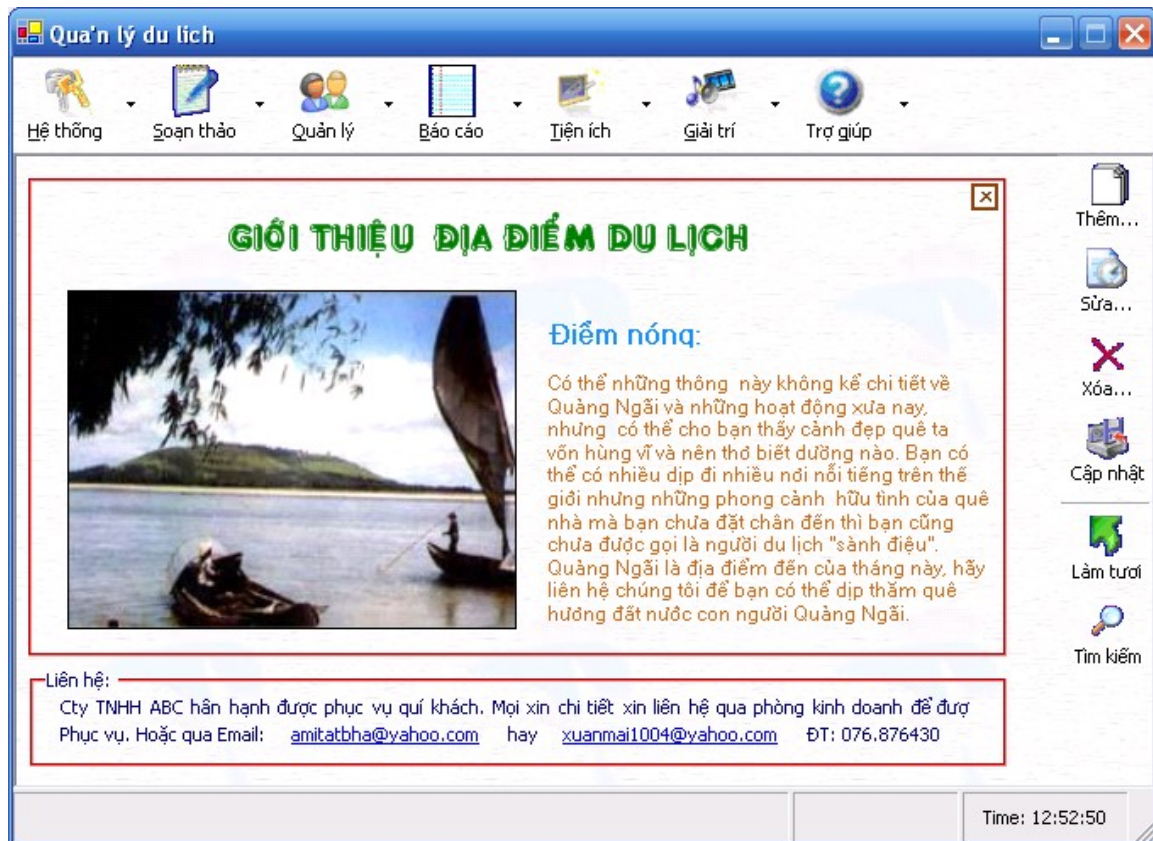 Qua'n lý du lich
Hệ thống Soạn thảo Quản lý Báo cáo Tiện ích Giải trí Trợ giúp
GIỚI THIỆU ĐỊA ĐIỂM DU LỊCH
Điểm nóng:
Có thể những thông này không kể chi tiết về
Quảng Ngãi và những hoạt động xưa nay,
nhưng có thể cho bạn thấy cảnh đẹp quê ta
vốn hùng vĩ và nên thơ biết dường nào. Bạn có
thể có nhiều dịp đi nhiều nơi nổi tiếng trên thế
giới nhưng những phong cảnh hữu tình của quê
nhà mà bạn chưa đặt chân đến thì bạn cũng
chưa được gọi là người du lịch "sành điệu".
Quảng Ngãi là địa điểm đến của tháng này, hãy
liên hệ chúng tôi để bạn có thể dịp thăm quê
hương đất nước con người Quảng Ngãi.
Liên hệ:
Cty TNHH ABC hân hạnh được phục vụ quí khách. Mọi xin chi tiết xin liên hệ qua phòng kinh doanh để đượ
Phục vụ. Hoặc qua Email: amitatbha@yahoo.com hay xuanmai1004@yahoo.com ĐT: 076.876430
Thêm...
Sửa...
Xóa...
Cập nhật
Làm tươi
Tìm kiếm
Time: 12:52:50